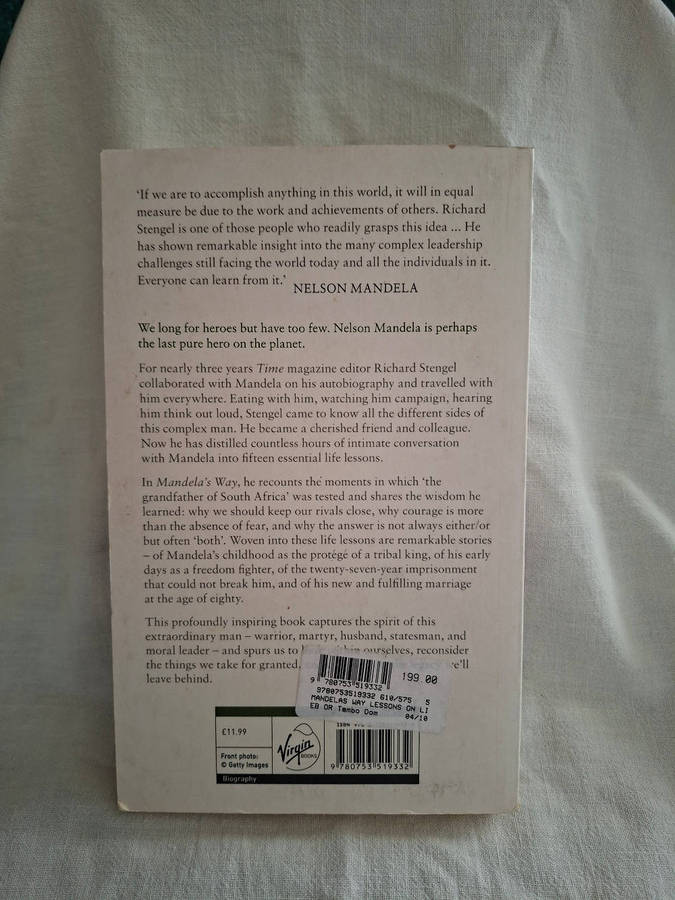 ‘If we are to accomplish anything in this world, it will in equal
measure be due to the work and achievements of others. Richard
Stengel is one of those people who readily grasps this idea ... He
has shown remarkable insight into the many complex leadership
challenges still facing the world today and all the individuals in it.
Everyone can learn from it.’
NELSON MANDELA
We long for heroes but have too few. Nelson Mandela is perhaps
the last pure hero on the planet.
For nearly three years Time magazine editor Richard Stengel
collaborated with Mandela on his autobiography and travelled with
him everywhere. Eating with him, watching him campaign, hearing
him think out loud, Stengel came to know all the different sides of
this complex man. He became a cherished friend and colleague.
Now he has distilled countless hours of intimate conversation
with Mandela into fifteen essential life lessons.
In Mandela's Way, he recounts the moments in which ‘the
grandfather of South Africa’ was tested and shares the wisdom he
learned: why we should keep our rivals close, why courage is more
than the absence of fear, and why the answer is not always either/or
but often ‘both’. Woven into these life lessons are remarkable stories
– of Mandela's childhood as the protégé of a tribal king, of his early
days as a freedom fighter, of the twenty-seven-year imprisonment
that could not break him, and of his new and fulfilling marriage
at the age of eighty.
This profoundly inspiring book captures the spirit of this
extraordinary man – warrior, martyr, husband, statesman, and
moral leader – and spurs us to ourselves, reconsider
the things we take for granted, we'll
leave behind.
199.00
9 780753 519332
9780753519332 610/575 5
MANDELAS WAY LESSONS ON LI
EB OR Tambo Dom 04/10
£11.99
Front photo:
© Getty Images
Virgin
BOOKS
ISBN
9 780753 519332
Biography